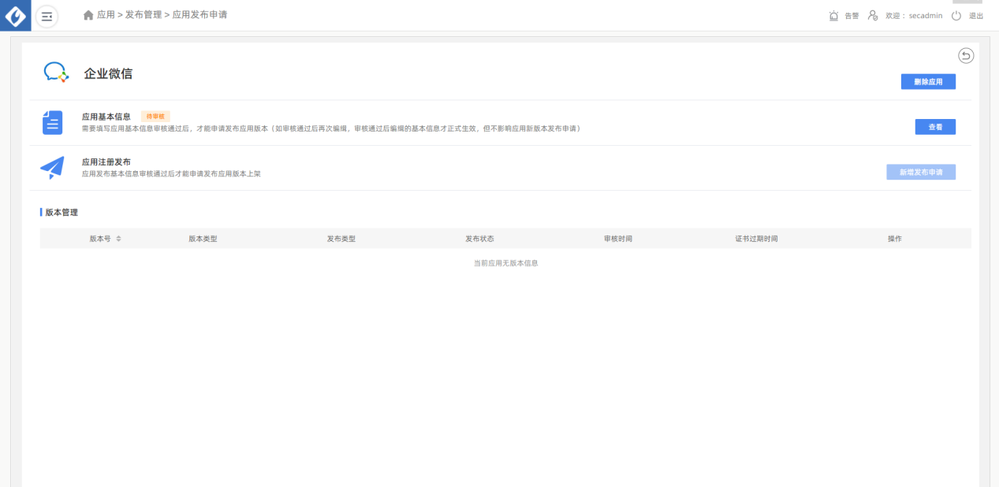 应用 > 发布管理 > 应用发布申请
告警 欢迎： secadmin 退出
企业微信
删除应用
应用基本信息 待审核
需要填写应用基本信息审核通过后，才能申请发布应用版本（如审核通过后再次编辑，审核通过后编缉的基本信息才正式生效，但不影响应用新版本发布申请）
查看
应用注册发布
应用发布基本信息审核通过后才能申请发布应用版本上架
新增发布申请
版本管理
版本号 版本类型 发布类型 发布状态 审核时间 证书过期时间 操作
当前应用无版本信息